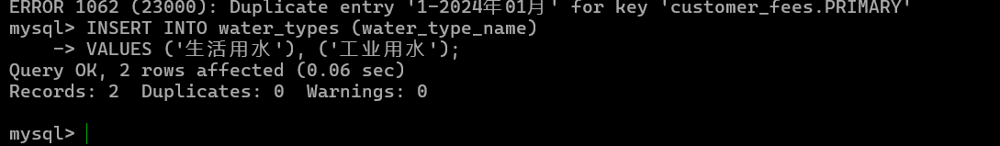 ERROR 1062 (23000): Duplicate entry '1-2024年01月' for key 'customer_fees.PRIMARY'
mysql> INSERT INTO water_types (water_type_name)
    -> VALUES ('生活用水'), ('工业用水');
Query OK, 2 rows affected (0.06 sec)
Records: 2  Duplicates: 0  Warnings: 0
mysql>